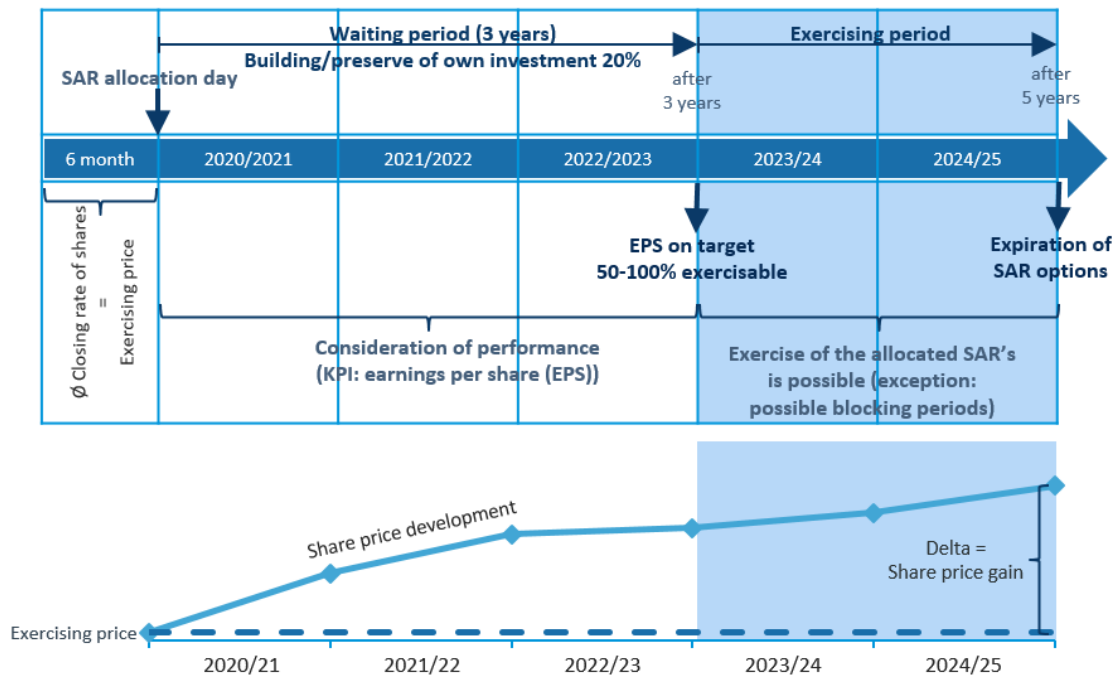 Waiting period (3 years)
Building/preserve of own investment 20%
Exercising period
SAR allocation day
after
3 years
after
5 years
6 month
2020/2021
2021/2022
2022/2023
2023/24
2024/25
Ø Closing rate of shares
=
Exercising price
EPS on target
50-100% exercisable
Expiration of
SAR options
Consideration of performance
(KPI: earnings per share (EPS))
Exercise of the allocated SAR's
is possible (exception:
possible blocking periods)
Share price development
Delta =
Share price gain
Exercising price
2020/21
2021/22
2022/23
2023/24
2024/25